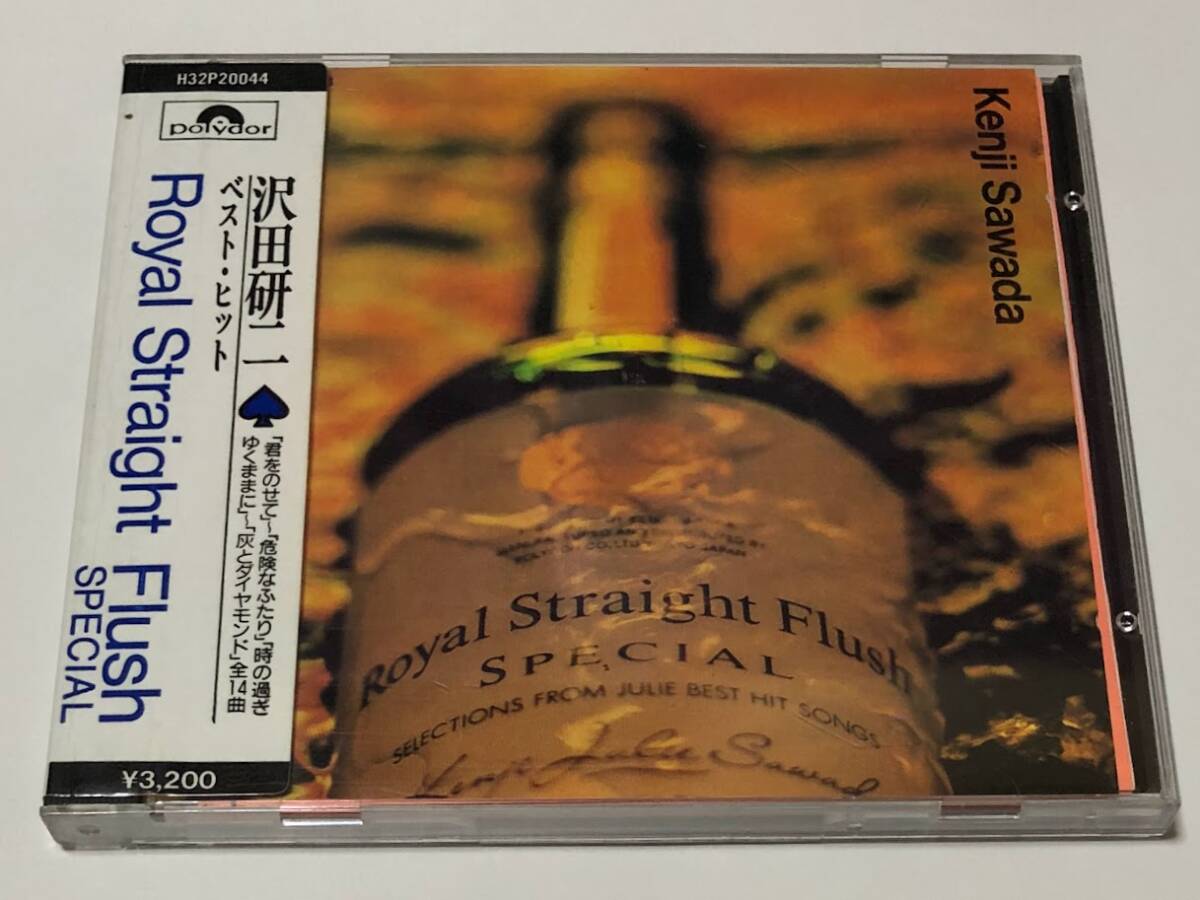 H32P20044
polydor
沢田研二
ベスト・ヒット
Royal Straight Flush
SPECIAL
「君をのせて」~「危険なふたり」「時の過ぎ
ゆくままに」~「灰とダイヤモンド」全14曲
¥3,200
Kenji Sawada
Royal Straight Flush
SPECIAL
SELECTIONS FROM JULIE BEST HIT SONGS
Kenji Julie Sawada